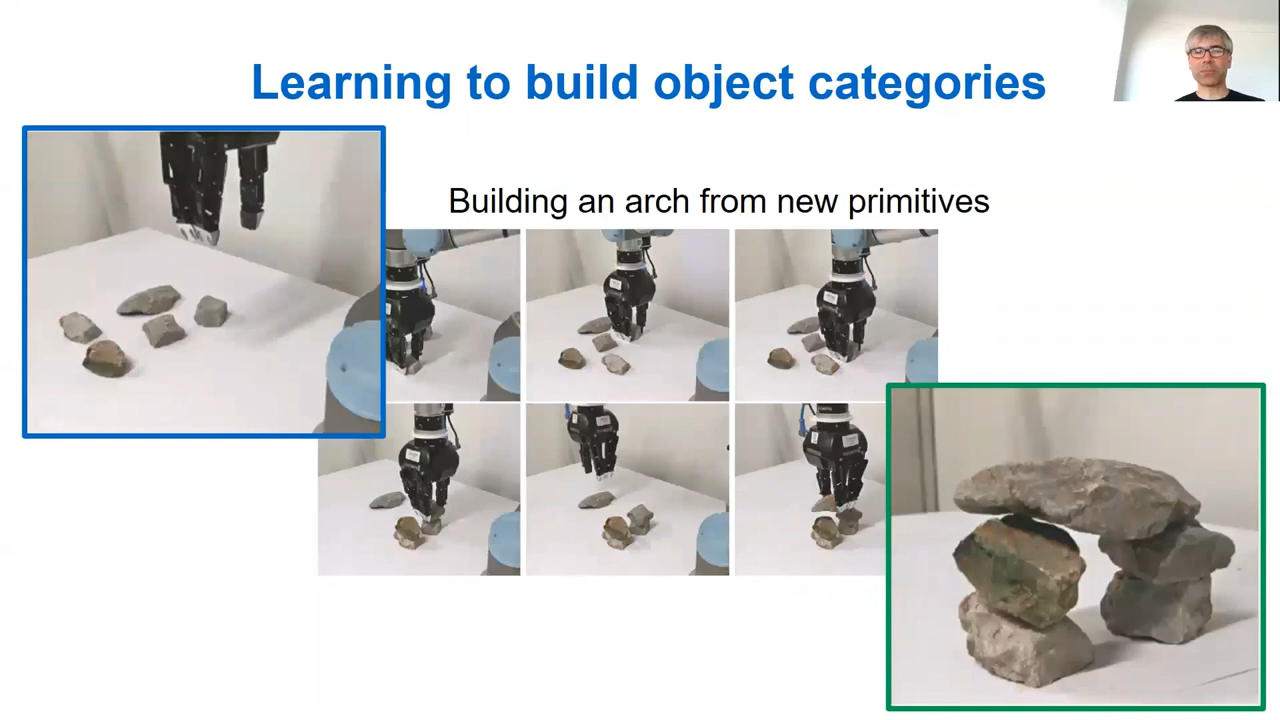 Learning to build object categories
Building an arch from new primitives